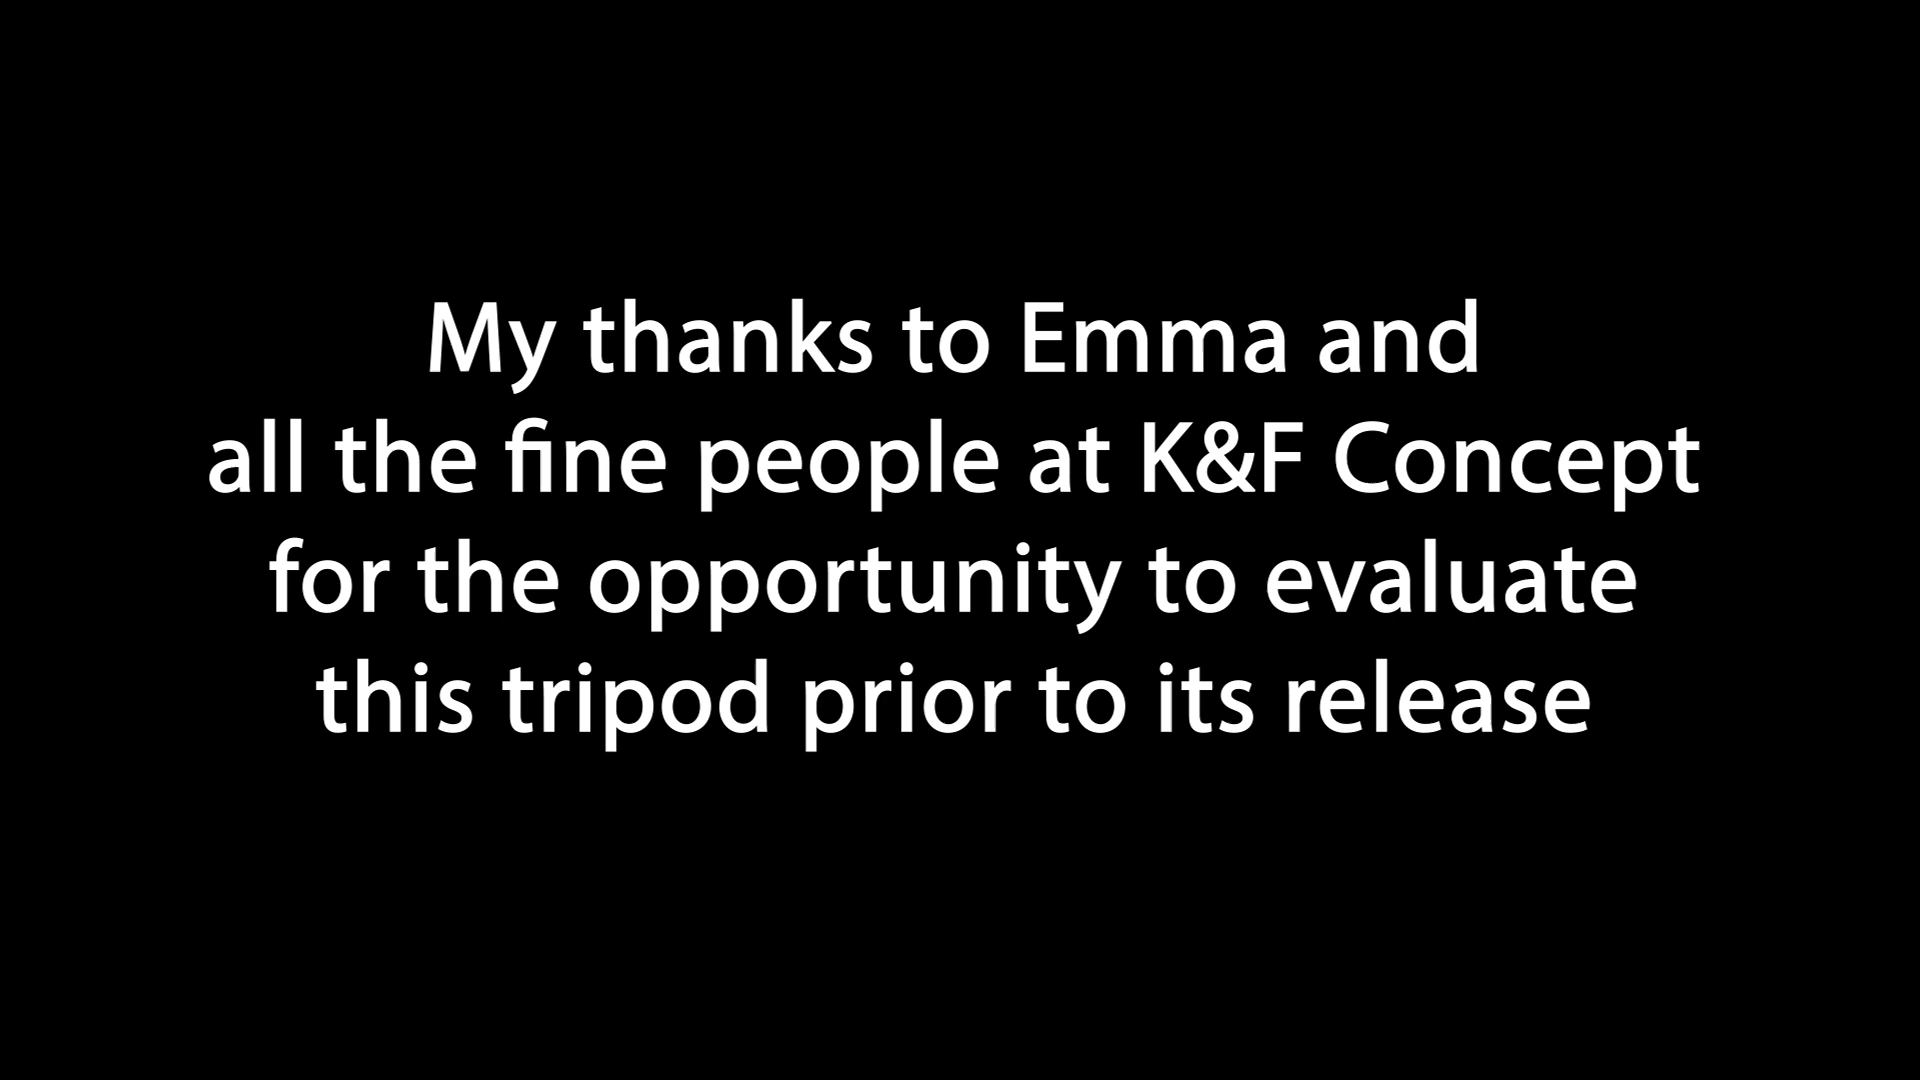 My thanks to Emma and
all the fine people at K&F Concept
for the opportunity to evaluate
this tripod prior to its release